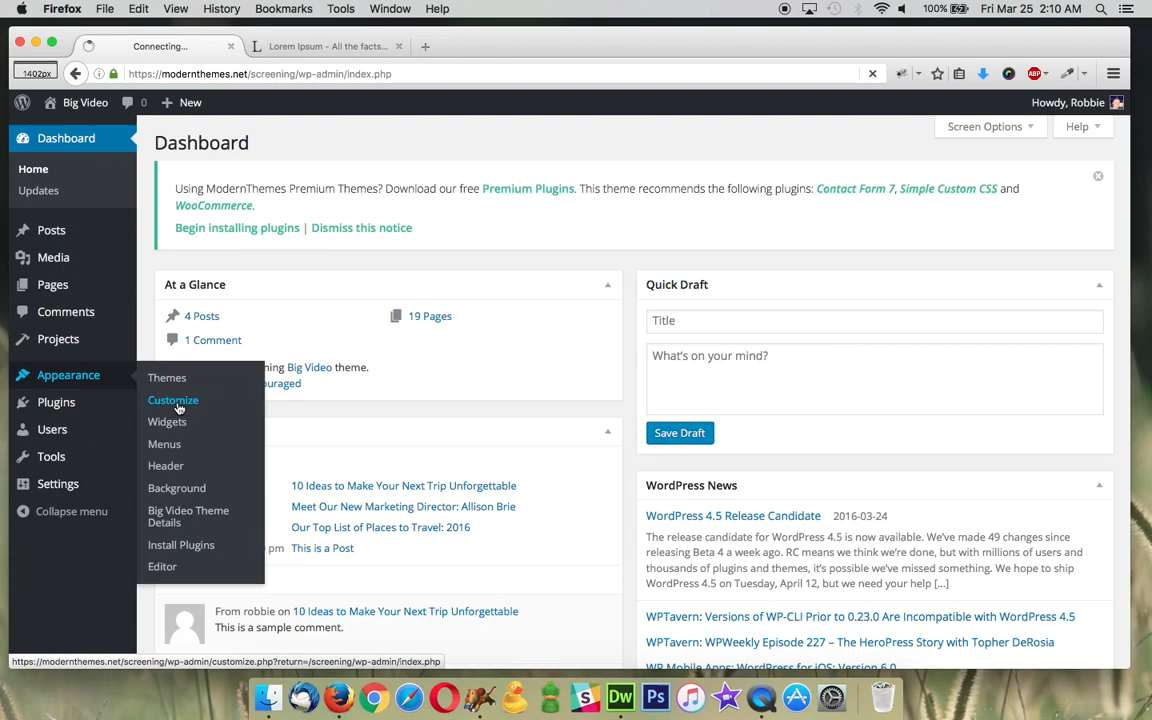 Firefox File Edit View History Bookmarks Tools Window Help 100% Fri Mar 25 2:10 AM
Connecting... Lorem Ipsum - All the facts...
1402px https://modernthemes.net/screening/wp-admin/index.php ABP
Big Video 0 New Howdy, Robbie
Dashboard
Home
Updates
Posts
Media
Pages
Comments
Projects
Appearance
Plugins
Users
Tools
Settings
Collapse menu
Themes
Customize
Widgets
Menus
Header
Background
Big Video Theme
Details
Install Plugins
Editor
Screen Options Help
Dashboard
Using ModernThemes Premium Themes? Download our free Premium Plugins. This theme recommends the following plugins: Contact Form 7, Simple Custom CSS and
WooCommerce.
Begin installing plugins | Dismiss this notice
At a Glance
4 Posts 19 Pages
1 Comment
ning Big Video theme.
ouraged
10 Ideas to Make Your Next Trip Unforgettable
Meet Our New Marketing Director: Allison Brie
Our Top List of Places to Travel: 2016
pm This is a Post
From robbie on 10 Ideas to Make Your Next Trip Unforgettable
This is a sample comment.
Quick Draft
Title
What's on your mind?
Save Draft
WordPress News
WordPress 4.5 Release Candidate 2016-03-24
The release candidate for WordPress 4.5 is now available. We've made 49 changes since
releasing Beta 4 a week ago. RC means we think we're done, but with millions of users and
thousands of plugins and themes, it's possible we've missed something. We hope to ship
WordPress 4.5 on Tuesday, April 12, but we need your help [...]
WPTavern: Versions of WP-CLI Prior to 0.23.0 Are Incompatible with WordPress 4.5
WPTavern: WPWeekly Episode 227 – The HeroPress Story with Topher DeRosia
WP Mobile Apps: WordPress for iOS: Version 6.0
https://modernthemes.net/screening/wp-admin/customize.php?return=/screening/wp-admin/index.php
Dw Ps